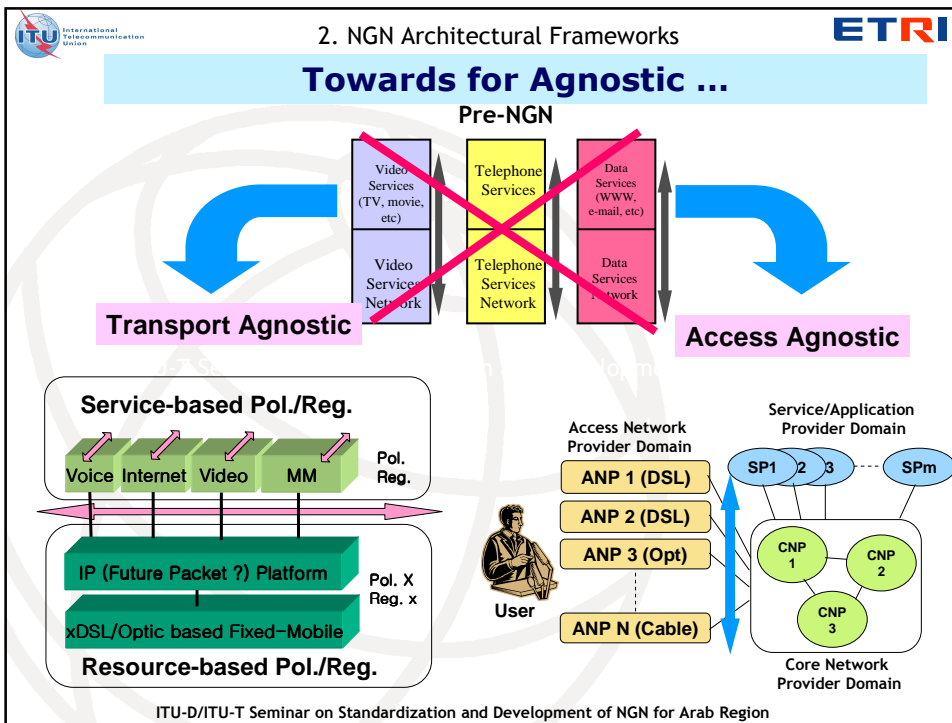 ITU International
Telecommunication
Union
2. NGN Architectural Frameworks
ETRI
Towards for Agnostic ...
Pre-NGN
Video
Services
(TV, movie,
etc)
Telephone
Services
Data
Services
(WWW,
e-mail, etc)
Video
Services
Network
Telephone
Services
Network
Data
Services
Network
Transport Agnostic
Access Agnostic
Service-based Pol./Reg.
Voice
Internet
Video
MM
Pol.
Reg.
IP (Future Packet ?) Platform
Pol. X
Reg. x
xDSL/Optic based Fixed-Mobile
Resource-based Pol./Reg.
Access Network
Provider Domain
Service/Application
Provider Domain
ANP 1 (DSL)
ANP 2 (DSL)
ANP 3 (Opt)
ANP N (Cable)
User
SP1
2
3
SPm
CNP
1
CNP
2
CNP
3
Core Network
Provider Domain
ITU-D/ITU-T Seminar on Standardization and Development of NGN for Arab Region